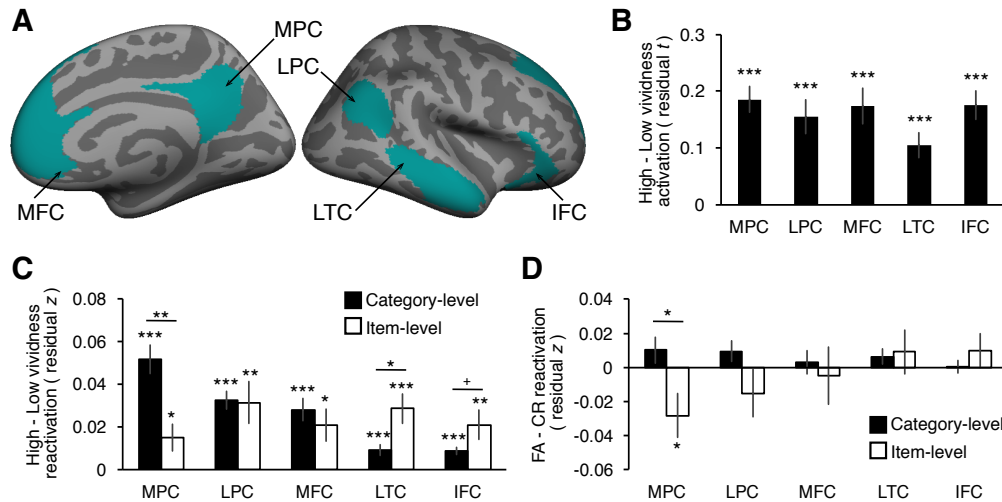 A
MPC
LPC
MFC
LTC
IFC
B
High - Low vividness
activation ( residual t )
0.3
0.2
0.1
0
*** *** *** *** ***
MPC LPC MFC LTC IFC
C
High - Low vividness
reactivation ( residual z )
0.08
0.06
0.04
0.02
0
Category-level
Item-level
** * +
*** * *** ** *** * *** *** *** **
MPC LPC MFC LTC IFC
D
FA - CR reactivation
( residual z )
0.04
0.02
0
-0.02
-0.04
-0.06
*
*
Category-level
Item-level
MPC LPC MFC LTC IFC